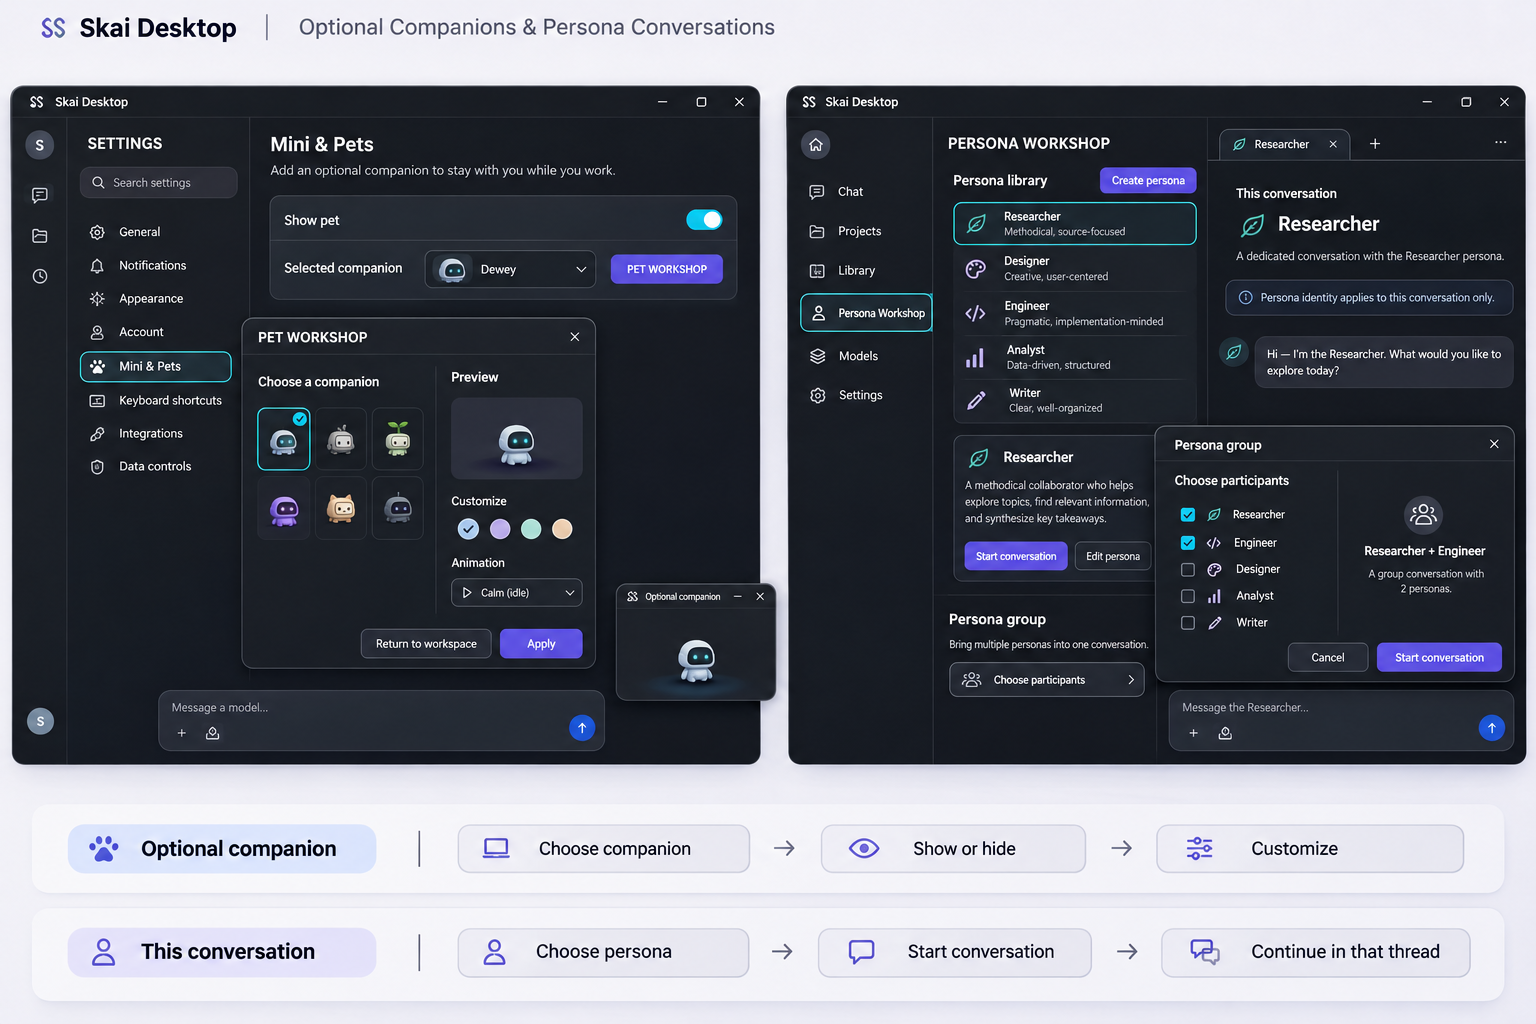 Skai Desktop
Optional Companions & Persona Conversations
Skai Desktop
S
SETTINGS
Search settings
General
Notifications
Appearance
Account
Mini & Pets
Keyboard shortcuts
Integrations
Data controls
S
Mini & Pets
Add an optional companion to stay with you while you work.
Show pet
Selected companion
Dewey
PET WORKSHOP
PET WORKSHOP
Choose a companion
Preview
Customize
Animation
Calm (idle)
Return to workspace
Apply
Optional companion
Message a model...
Skai Desktop
Chat
Projects
Library
Persona Workshop
Models
Settings
PERSONA WORKSHOP
Persona library
Create persona
Researcher
Methodical, source-focused
Designer
Creative, user-centered
Engineer
Pragmatic, implementation-minded
Analyst
Data-driven, structured
Writer
Clear, well-organized
Researcher
A methodical collaborator who helps
explore topics, find relevant information,
and synthesize key takeaways.
Start conversation
Edit persona
Persona group
Bring multiple personas into one conversation.
Choose participants
Researcher
This conversation
Researcher
A dedicated conversation with the Researcher persona.
Persona identity applies to this conversation only.
Hi — I'm the Researcher. What would you like to
explore today?
Persona group
Choose participants
Researcher
Engineer
Designer
Analyst
Writer
Researcher + Engineer
A group conversation with
2 personas.
Cancel
Start conversation
Message the Researcher...
Optional companion
Choose companion
Show or hide
Customize
This conversation
Choose persona
Start conversation
Continue in that thread